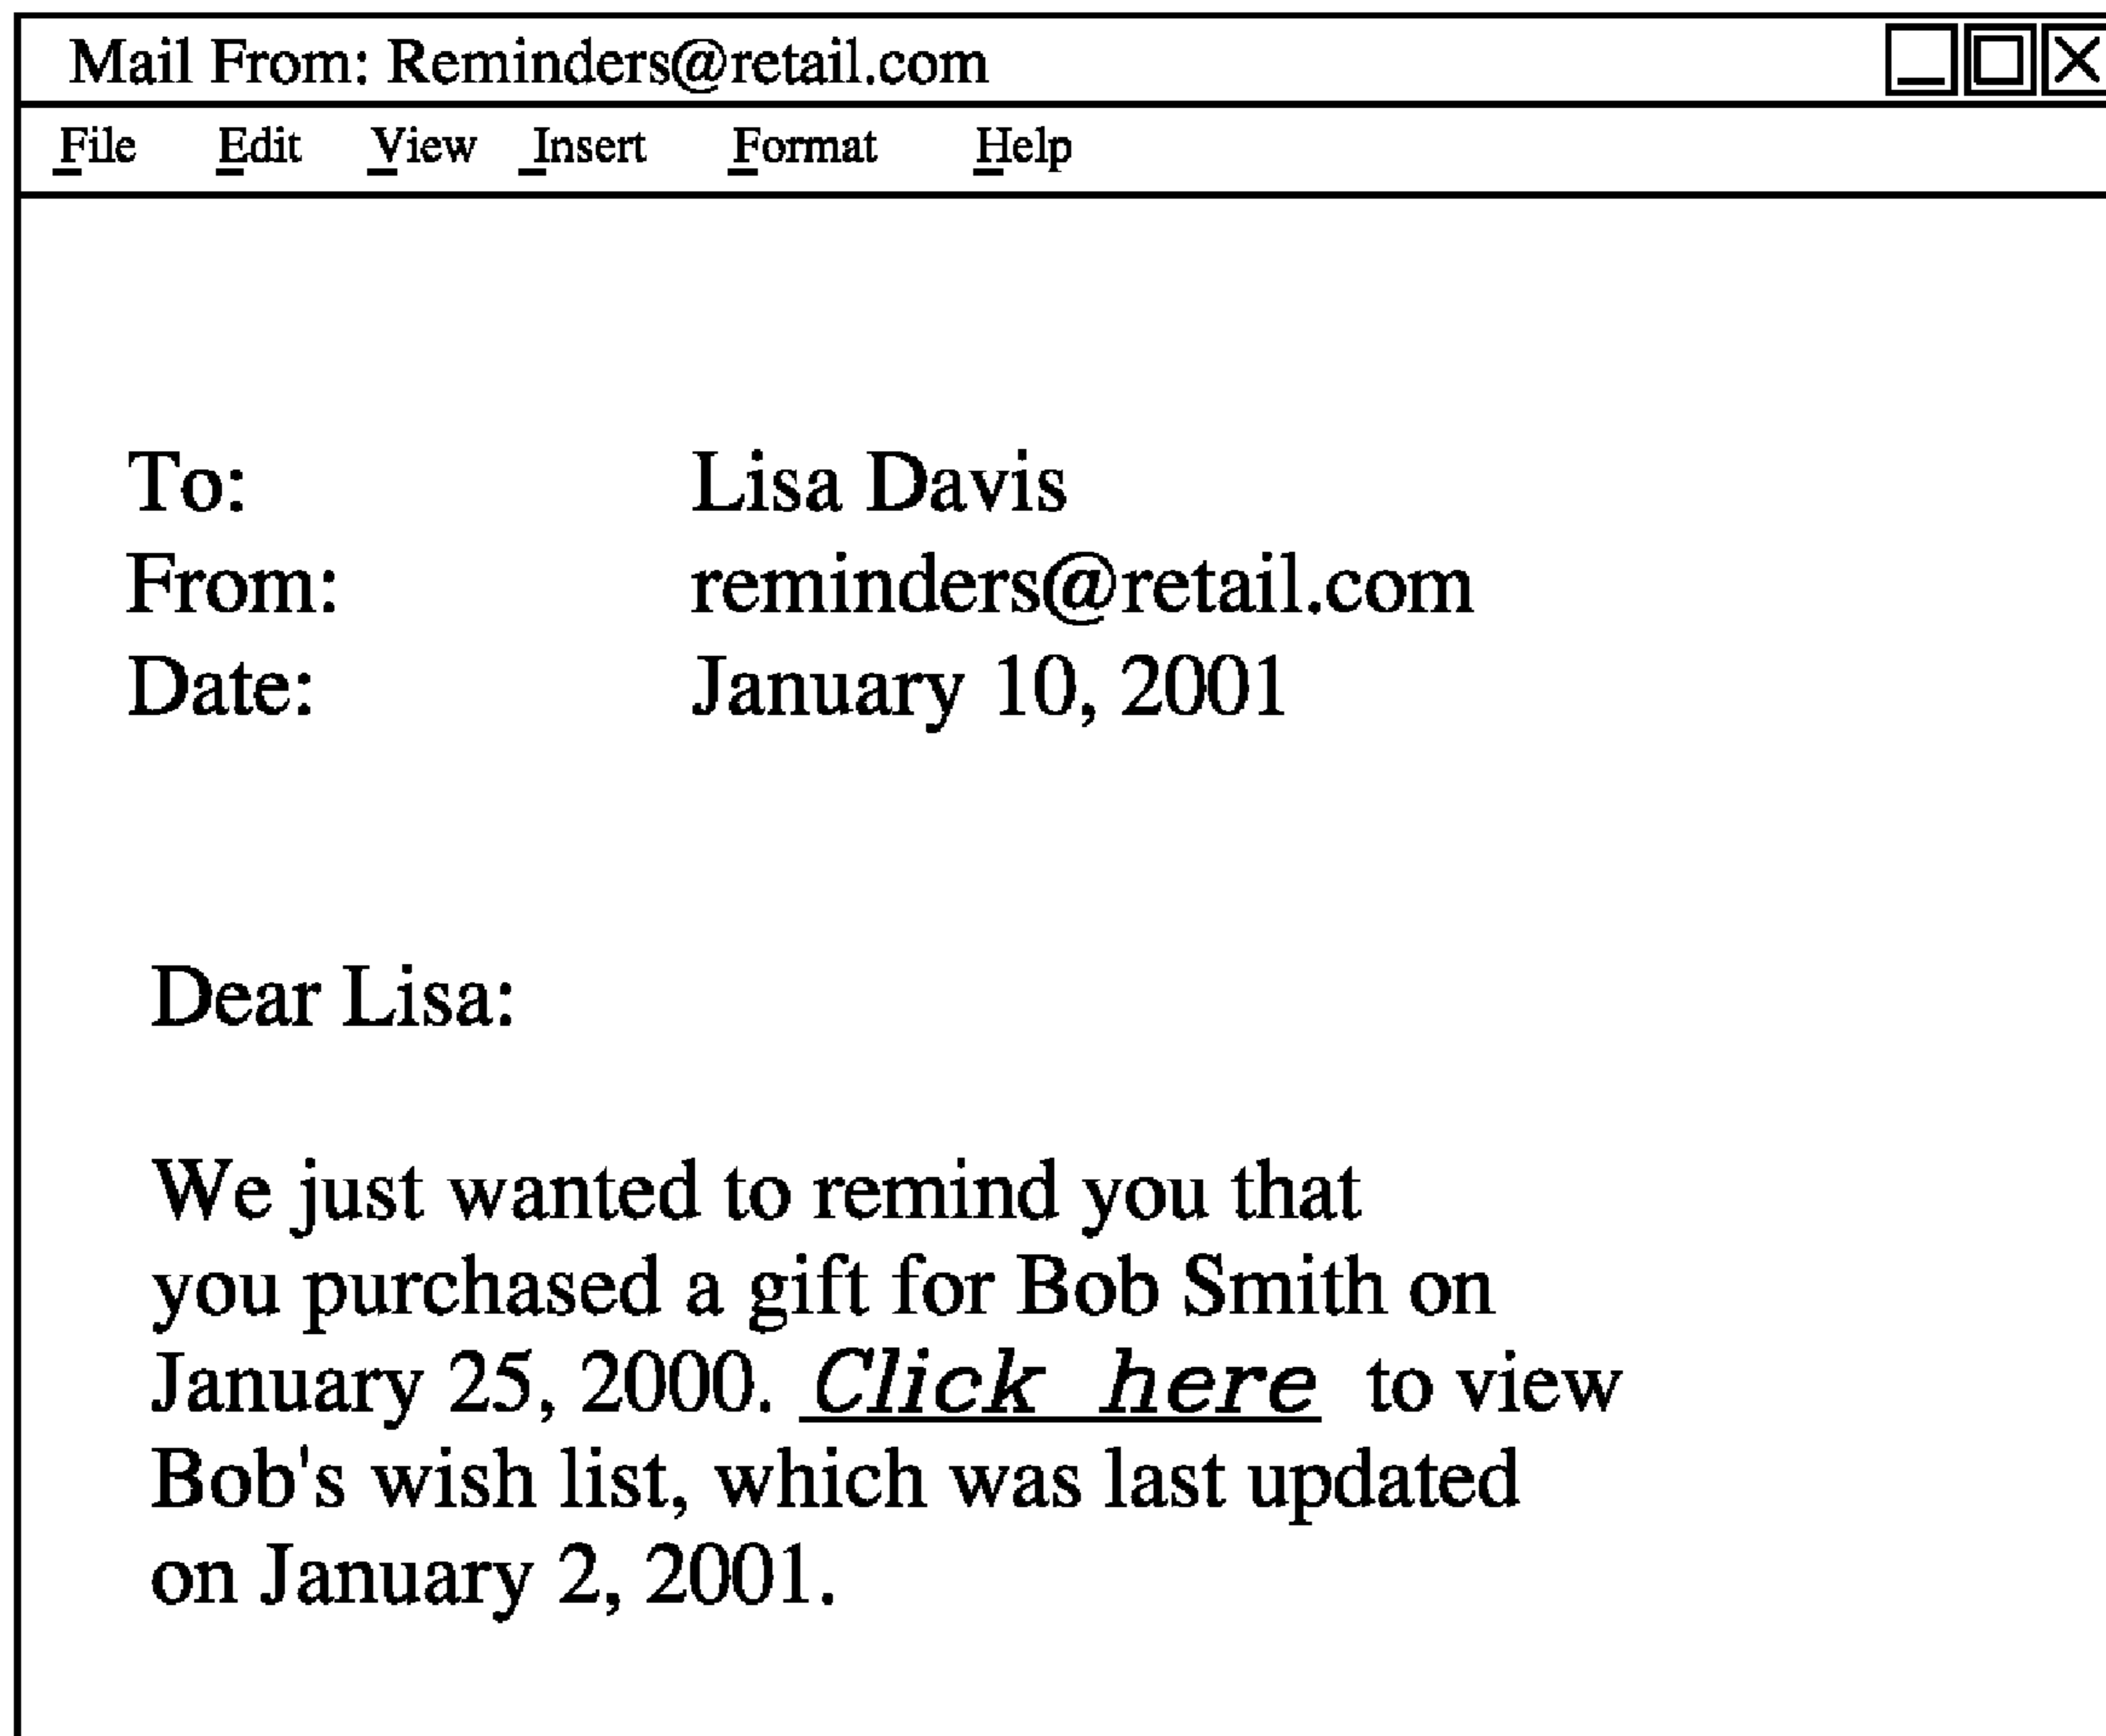 Mail From: Reminders@retail.com
File Edit View Insert Format Help
To: Lisa Davis
From: reminders@retail.com
Date: January 10, 2001
Dear Lisa:
We just wanted to remind you that
you purchased a gift for Bob Smith on
January 25, 2000. Click here to view
Bob's wish list, which was last updated
on January 2, 2001.